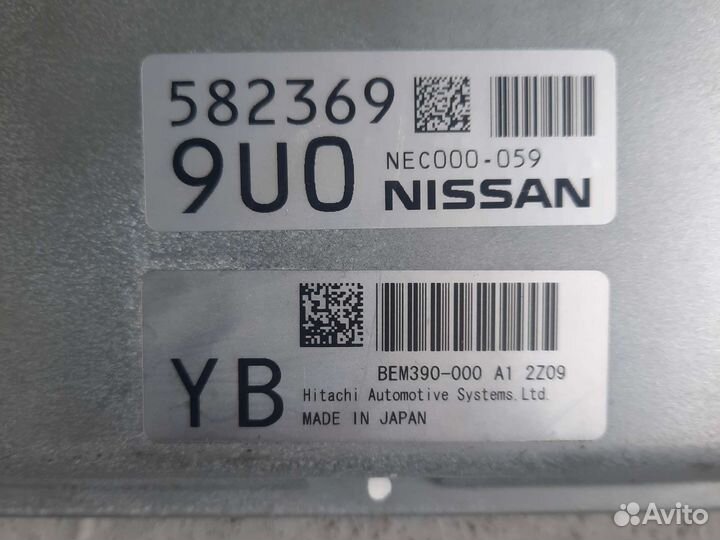 582369
9U0
NEC000-059
NISSAN
YB
BEM390-000 A1 2Z09
Hitachi Automotive Systems, Ltd.
MADE IN JAPAN
Avito